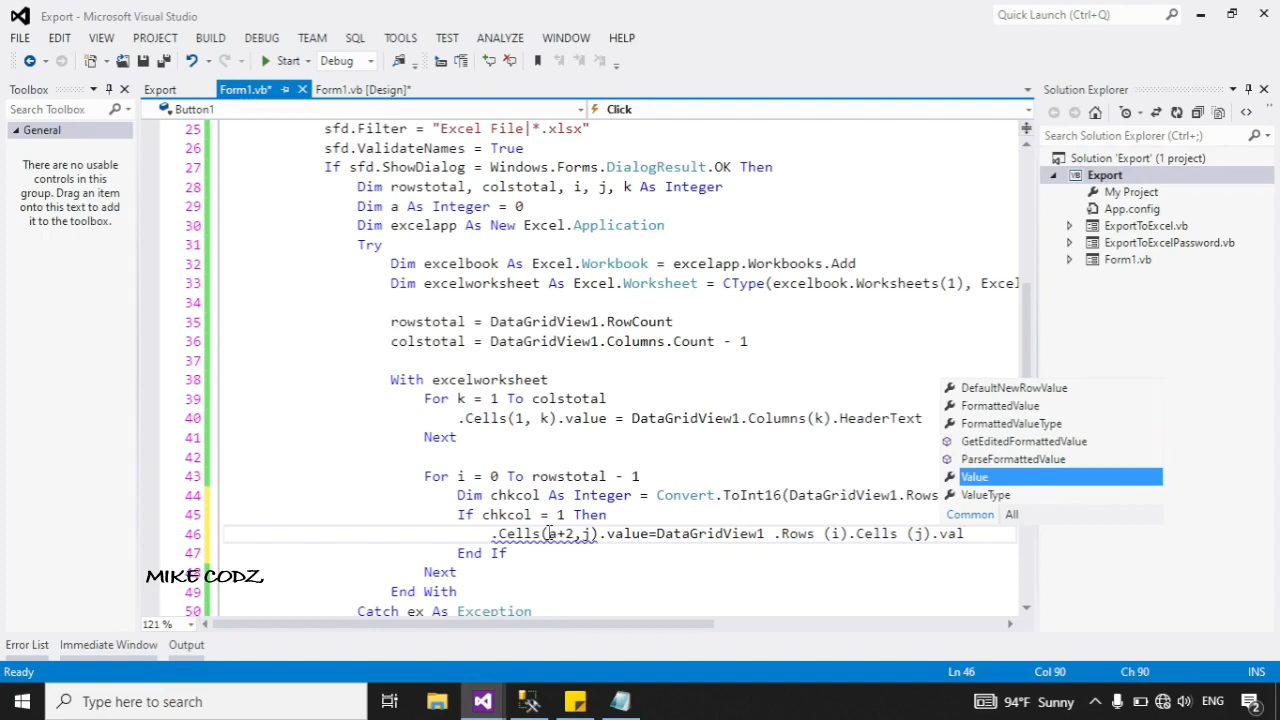 Export - Microsoft Visual Studio
Quick Launch (Ctrl+Q)
FILE EDIT VIEW PROJECT BUILD DEBUG TEAM SQL TOOLS TEST ANALYZE WINDOW HELP
Start Debug
Toolbox
Export Form1.vb* Form1.vb [Design]*
Solution Explorer
Search Toolbox
Button1 Click
General
There are no usable
controls in this
group. Drag an item
onto this text to
add it to the toolbox.
25 sfd.Filter = "Excel File|*.xlsx"
26 sfd.ValidateNames = True
27 If sfd.ShowDialog = Windows.Forms.DialogResult.OK Then
28 Dim rowstotal, colstotal, i, j, k As Integer
29 Dim a As Integer = 0
30 Dim excelapp As New Excel.Application
31 Try
32 Dim excelbook As Excel.Workbook = excelapp.Workbooks.Add
33 Dim excelworksheet As Excel.Worksheet = CType(excelbook.Worksheets(1), Excel
34
35 rowstotal = DataGridView1.RowCount
36 colstotal = DataGridView1.Columns.Count - 1
37
38 With excelworksheet
39 For k = 1 To colstotal
40 .Cells(1, k).value = DataGridView1.Columns(k).HeaderText
41 Next
42
43 For i = 0 To rowstotal - 1
44 Dim chkcol As Integer = Convert.ToInt16(DataGridView1.Rows
45 If chkcol = 1 Then
46 .Cells(a+2,j).value=DataGridView1 .Rows (i).Cells (j).val
47 End If
48 Next
49 End With
50 Catch ex As Exception
DefaultNewRowValue
FormattedValue
FormattedValueType
GetEditedFormattedValue
ParseFormattedValue
Value
ValueType
Common All
MIKE CODZ,
121 %
Search Solution Explorer (Ctrl+;)
Solution 'Export' (1 project)
Export
My Project
App.config
ExportToExcel.vb
ExportToExcelPassword.vb
Form1.vb
Error List Immediate Window Output
Ready Ln 46 Col 90 Ch 90 INS
Type here to search
94°F Sunny ENG
2